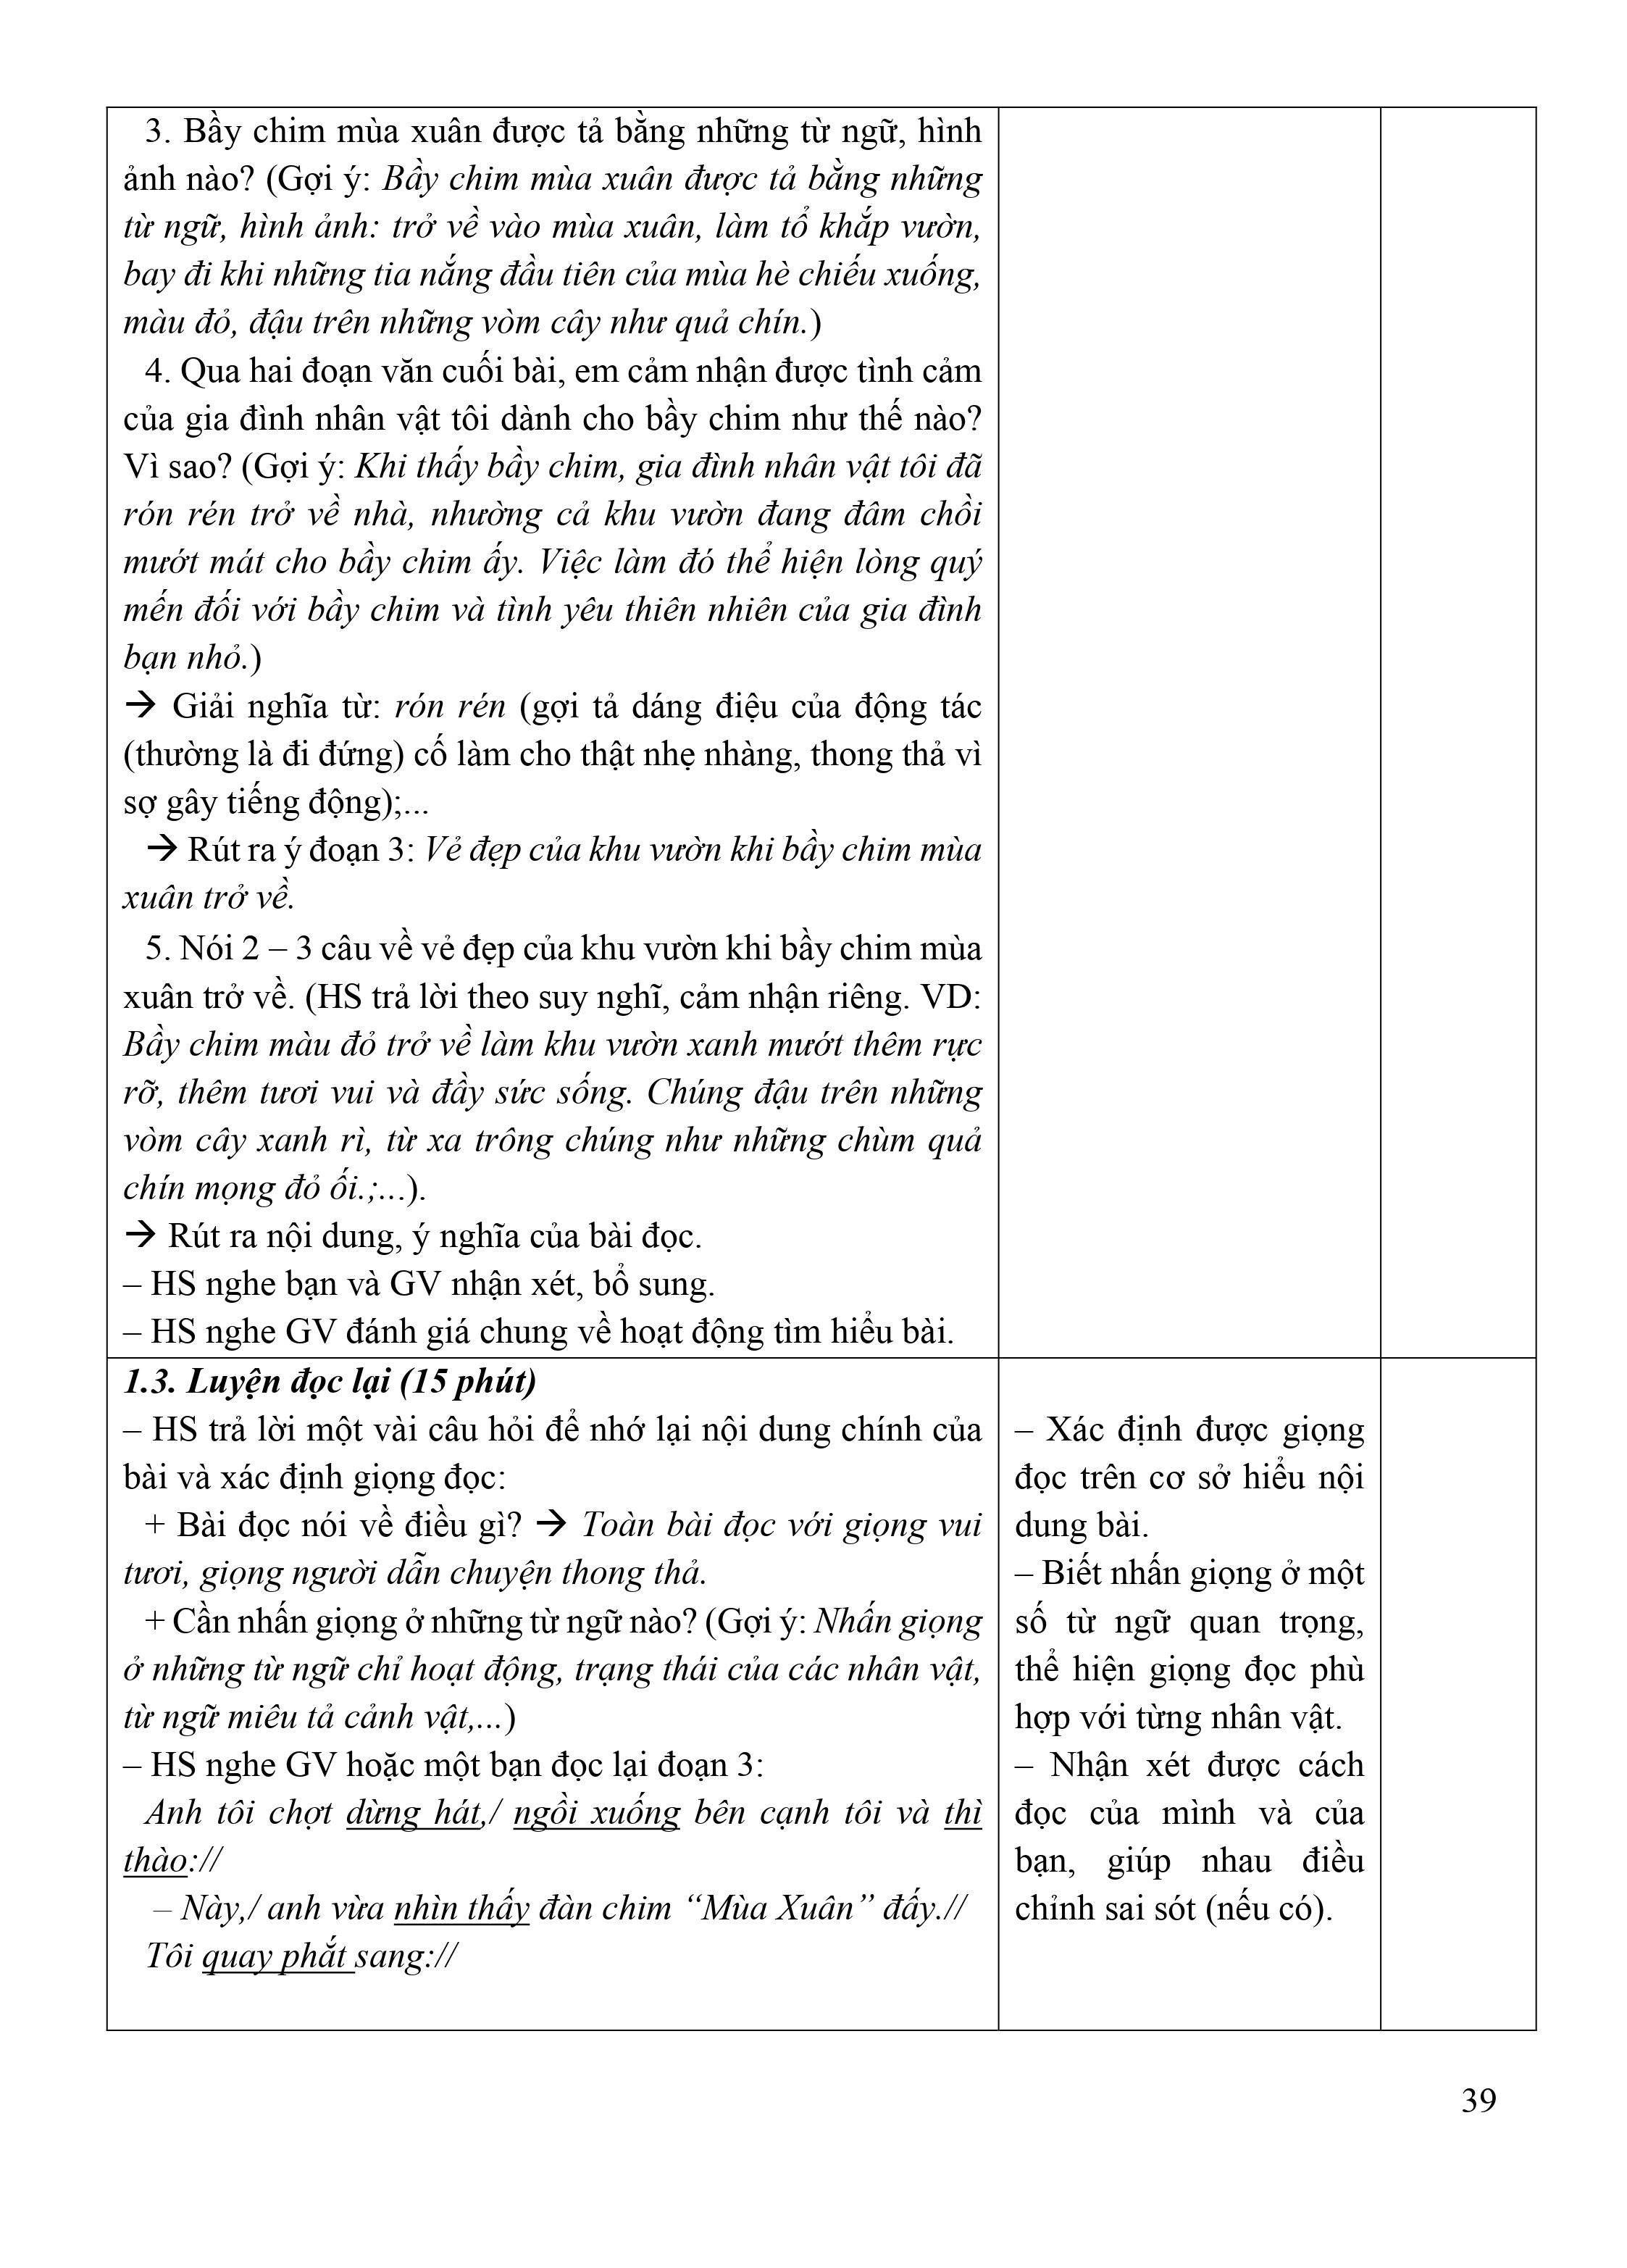 3. Bầy chim mùa xuân được tả bằng những từ ngữ, hình
ảnh nào? (Gợi ý: Bầy chim mùa xuân được tả bằng những
từ ngữ, hình ảnh: trở về vào mùa xuân, làm tổ khắp vườn,
bay đi khi những tia nắng đầu tiên của mùa hè chiếu xuống,
màu đỏ, đậu trên những vòm cây như quả chín.)
4. Qua hai đoạn văn cuối bài, em cảm nhận được tình cảm
của gia đình nhân vật tôi dành cho bầy chim như thế nào?
Vì sao? (Gợi ý: Khi thấy bầy chim, gia đình nhân vật tôi đã
rón rén trở về nhà, nhường cả khu vườn đang đâm chồi
mướt mát cho bầy chim ấy. Việc làm đó thể hiện lòng quý
mến đối với bầy chim và tình yêu thiên nhiên của gia đình
bạn nhỏ.)
→ Giải nghĩa từ: rón rén (gợi tả dáng điệu của động tác
(thường là đi đứng) cố làm cho thật nhẹ nhàng, thong thả vì
sợ gây tiếng động);...
→ Rút ra ý đoạn 3: Vẻ đẹp của khu vườn khi bầy chim mùa
xuân trở về.
5. Nói 2 – 3 câu về vẻ đẹp của khu vườn khi bầy chim mùa
xuân trở về. (HS trả lời theo suy nghĩ, cảm nhận riêng. VD:
Bầy chim màu đỏ trở về làm khu vườn xanh mướt thêm rực
rỡ, thêm tươi vui và đầy sức sống. Chúng đậu trên những
vòm cây xanh rì, từ xa trông chúng như những chùm quả
chín mọng đỏ ối.;...).
→ Rút ra nội dung, ý nghĩa của bài đọc.
– HS nghe bạn và GV nhận xét, bổ sung.
– HS nghe GV đánh giá chung về hoạt động tìm hiểu bài.
1.3. Luyện đọc lại (15 phút)
– HS trả lời một vài câu hỏi để nhớ lại nội dung chính của
bài và xác định giọng đọc:
+ Bài đọc nói về điều gì? → Toàn bài đọc với giọng vui
tươi, giọng người dẫn chuyện thong thả.
+ Cần nhấn giọng ở những từ ngữ nào? (Gợi ý: Nhấn giọng
ở những từ ngữ chỉ hoạt động, trạng thái của các nhân vật,
từ ngữ miêu tả cảnh vật,...)
– HS nghe GV hoặc một bạn đọc lại đoạn 3:
Anh tôi chợt dừng hát,/ ngồi xuống bên cạnh tôi và thì
thào://
– Này,/ anh vừa nhìn thấy đàn chim “Mùa Xuân” đấy.//
Tôi quay phắt sang://
– Xác định được giọng
đọc trên cơ sở hiểu nội
dung bài.
– Biết nhấn giọng ở một
số từ ngữ quan trọng,
thể hiện giọng đọc phù
hợp với từng nhân vật.
– Nhận xét được cách
đọc của mình và của
bạn, giúp nhau điều
chỉnh sai sót (nếu có).
39